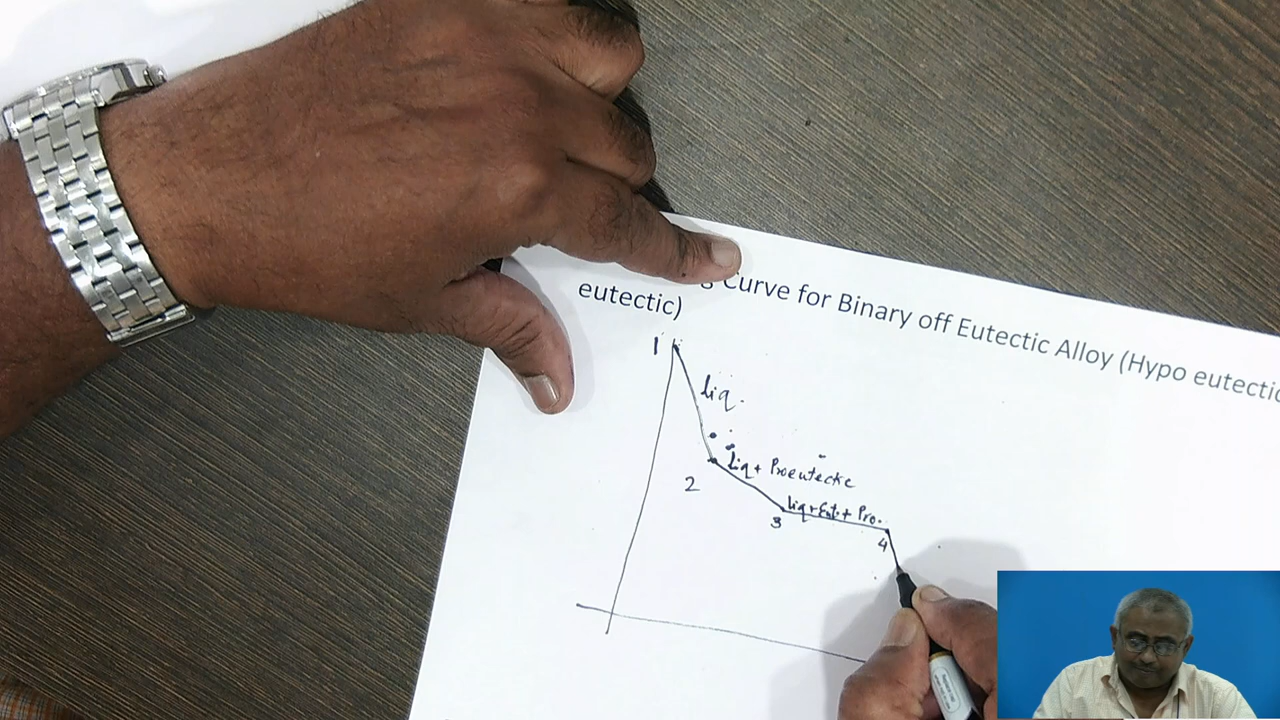 g Curve for Binary off Eutectic Alloy (Hypo eutectic
eutectic)
1
liq.
liq + Proeutectic
2
liq + Eut. + Pro.
3
4